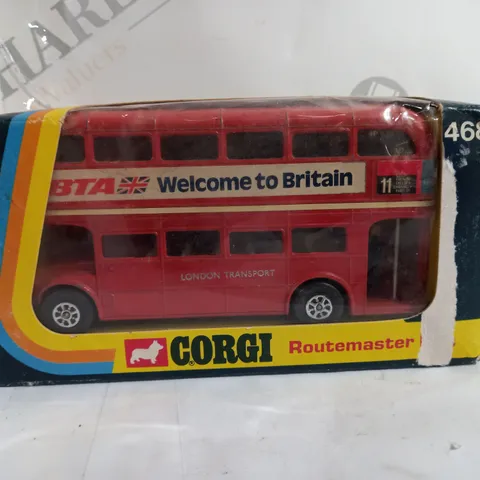 468
BTA Welcome to Britain
11
LONDON TRANSPORT
CORGI Routemaster